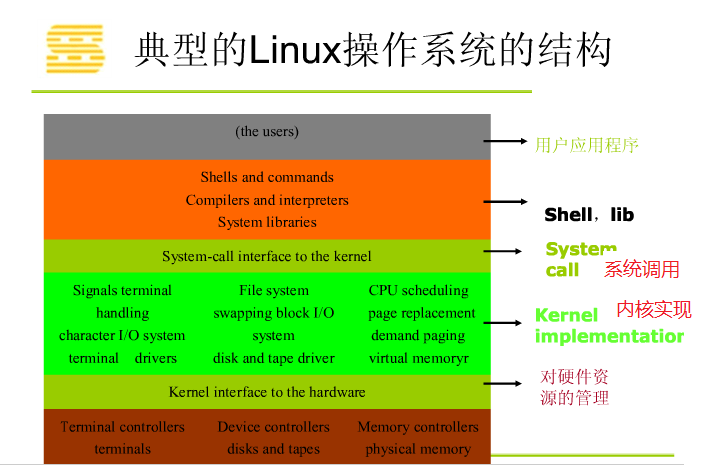 典型的Linux操作系统的结构
(the users)
用户应用程序
Shells and commands
Compilers and interpreters
System libraries
Shell，lib
System-call interface to the kernel
System
call
系统调用
Signals terminal
handling
character I/O system
terminal drivers
File system
swapping block I/O
system
disk and tape driver
CPU scheduling
page replacement
demand paging
virtual memoryr
Kernel
implementation
内核实现
Kernel interface to the hardware
对硬件资
源的管理
Terminal controllers
terminals
Device controllers
disks and tapes
Memory controllers
physical memory